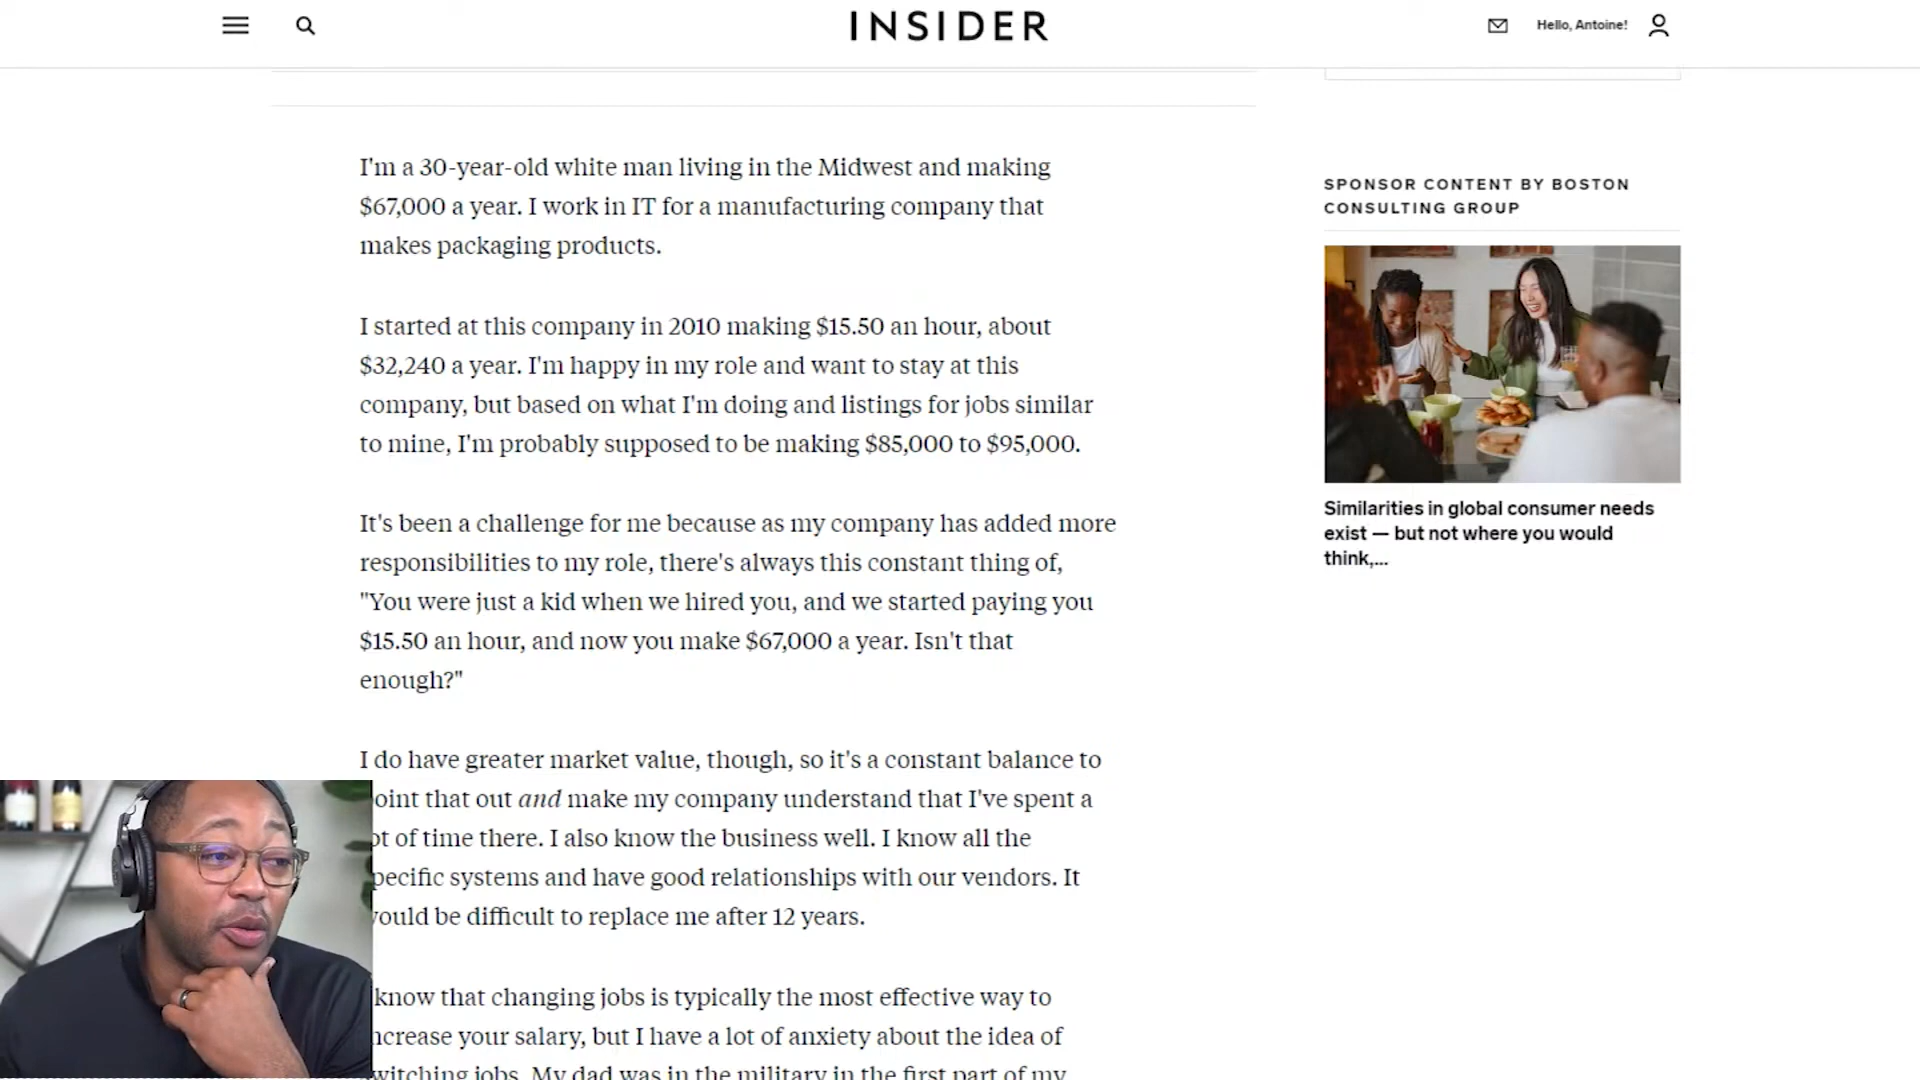 INSIDER
Hello, Antoine!
I'm a 30-year-old white man living in the Midwest and making
$67,000 a year. I work in IT for a manufacturing company that
makes packaging products.
I started at this company in 2010 making $15.50 an hour, about
$32,240 a year. I'm happy in my role and want to stay at this
company, but based on what I'm doing and listings for jobs similar
to mine, I'm probably supposed to be making $85,000 to $95,000.
It's been a challenge for me because as my company has added more
responsibilities to my role, there's always this constant thing of,
"You were just a kid when we hired you, and we started paying you
$15.50 an hour, and now you make $67,000 a year. Isn't that
enough?"
I do have greater market value, though, so it's a constant balance to
oint that out and make my company understand that I've spent a
ot of time there. I also know the business well. I know all the
pecific systems and have good relationships with our vendors. It
ould be difficult to replace me after 12 years.
know that changing jobs is typically the most effective way to
ncrease your salary, but I have a lot of anxiety about the idea of
witching jobs. My dad was in the military in the first part of my
SPONSOR CONTENT BY BOSTON
CONSULTING GROUP
Similarities in global consumer needs
exist — but not where you would
think,...